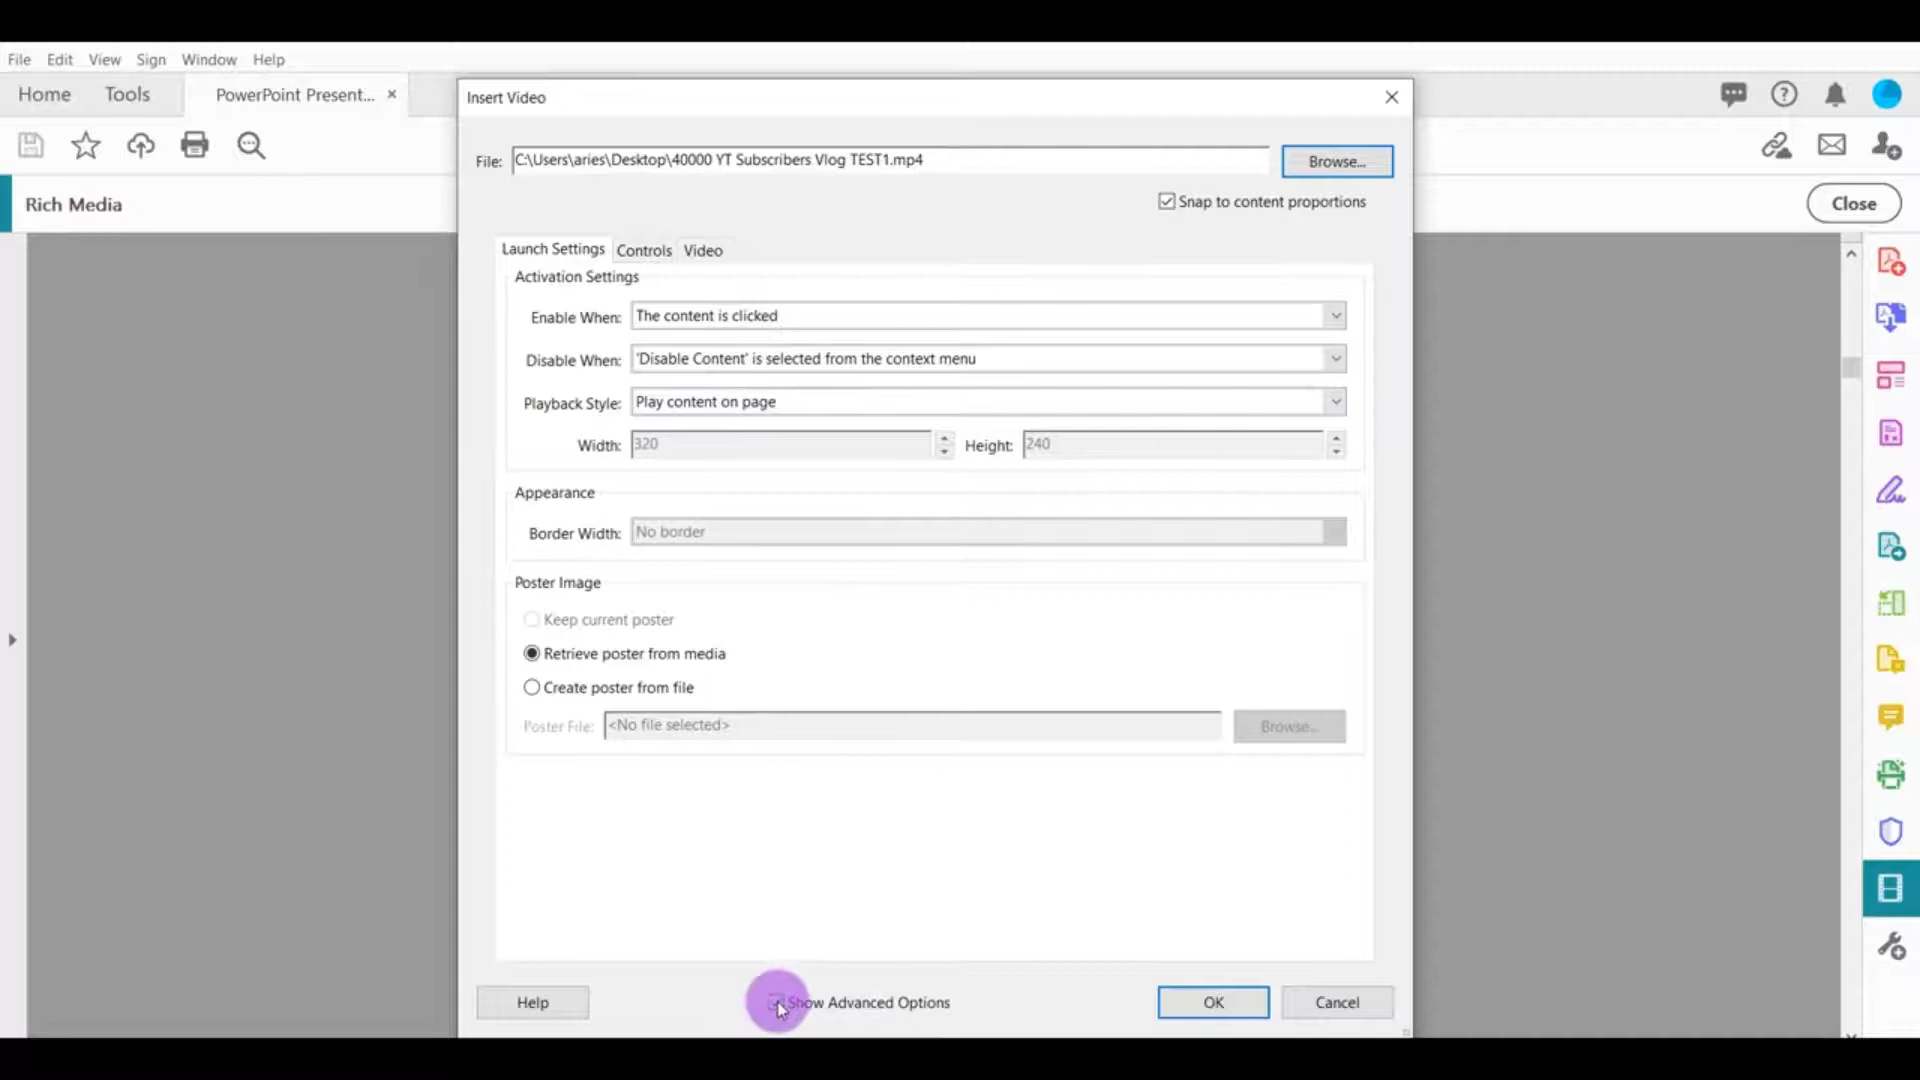 File Edit View Sign Window Help
Home Tools PowerPoint Present... ×
Insert Video
File: C:\Users\aries\Desktop\40000 YT Subscribers Vlog TEST1.mp4 Browse...
Snap to content proportions
Rich Media
Close
Launch Settings Controls Video
Activation Settings
Enable When: The content is clicked
Disable When: 'Disable Content' is selected from the context menu
Playback Style: Play content on page
Width: 320 Height: 240
Appearance
Border Width: No border
Poster Image
Keep current poster
Retrieve poster from media
Create poster from file
Poster File: <No file selected> Browse...
Help Show Advanced Options OK Cancel